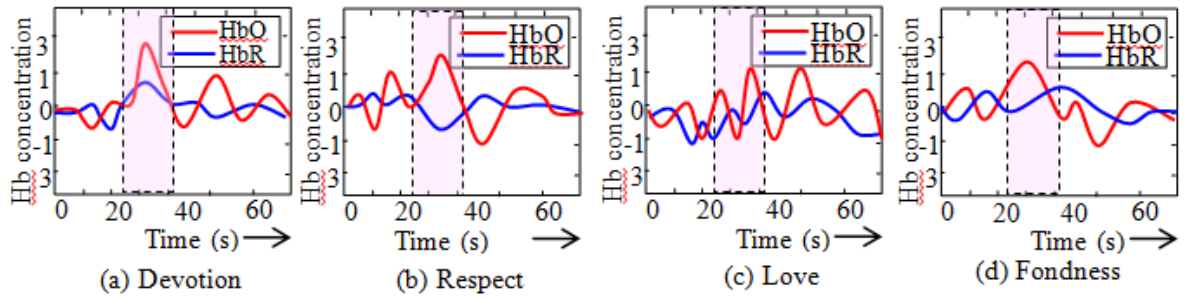 Hb concentration
3
1
0
-1
3
HbO
HbR
0 20 40 60
Time (s)
(a) Devotion
Hb concentration
3
1
0
-1
3
HbO
HbR
0 20 40 60
Time (s)
(b) Respect
Hb concentration
3
1
0
-1
3
HbO
HbR
0 20 40 60
Time (s)
(c) Love
Hb concentration
3
1
0
-1
3
HbO
HbR
0 20 40 60
Time (s)
(d) Fondness